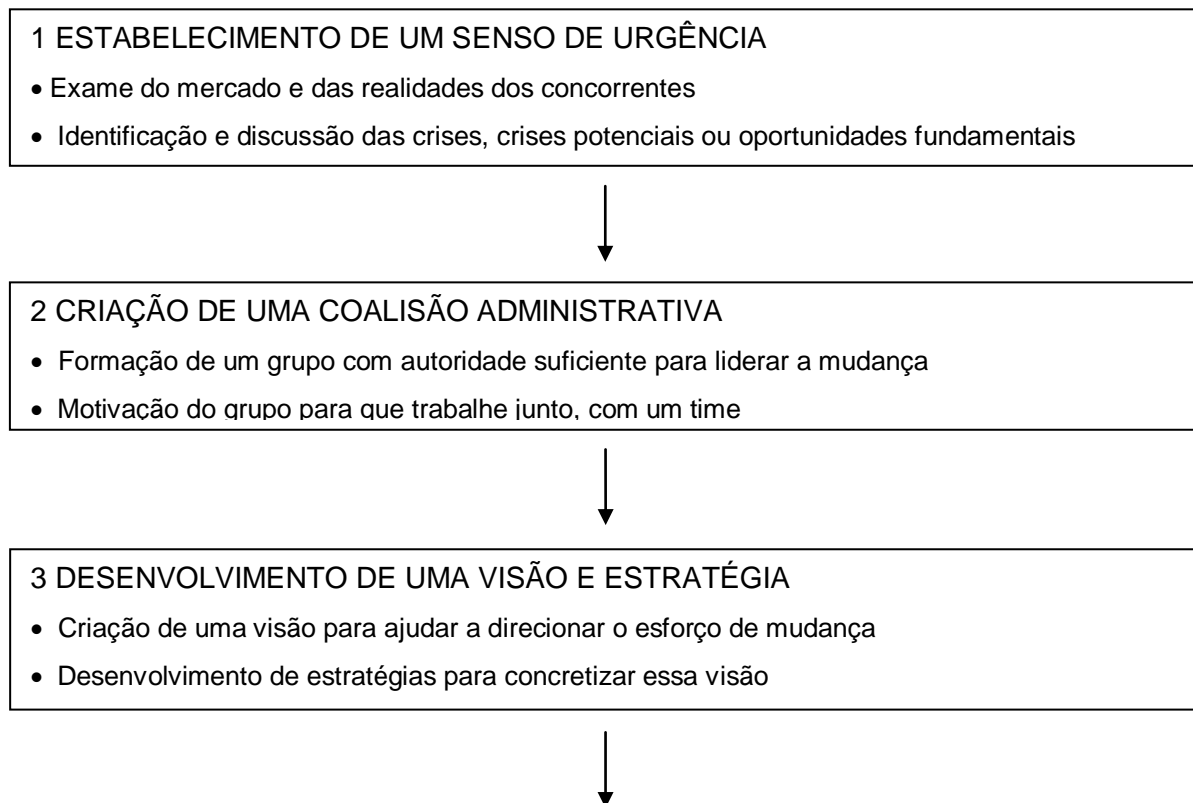 1 ESTABELECIMENTO DE UM SENSO DE URGÊNCIA
• Exame do mercado e das realidades dos concorrentes
• Identificação e discussão das crises, crises potenciais ou oportunidades fundamentais
2 CRIAÇÃO DE UMA COALISÃO ADMINISTRATIVA
• Formação de um grupo com autoridade suficiente para liderar a mudança
• Motivação do grupo para que trabalhe junto, com um time
3 DESENVOLVIMENTO DE UMA VISÃO E ESTRATÉGIA
• Criação de uma visão para ajudar a direcionar o esforço de mudança
• Desenvolvimento de estratégias para concretizar essa visão